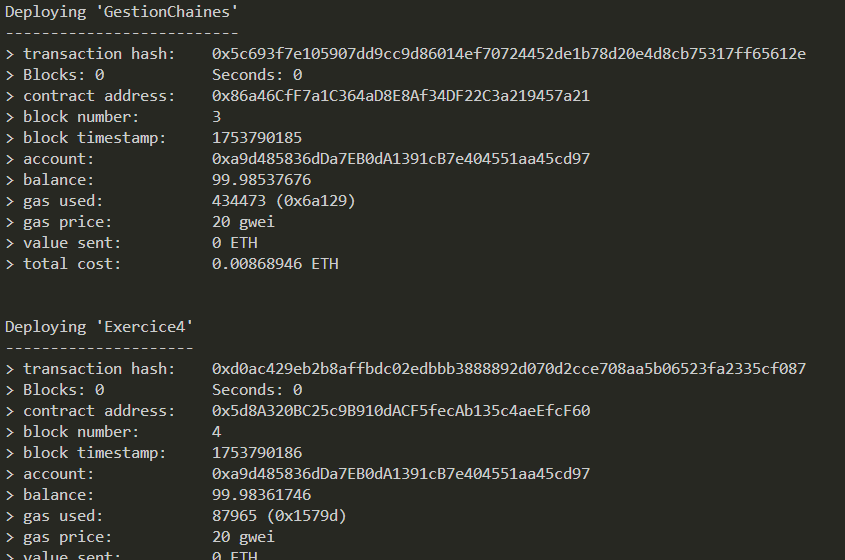 Deploying 'GestionChaines'
--------------------------
> transaction hash:    0x5c693f7e105907dd9cc9d86014ef70724452de1b78d20e4d8cb75317ff65612e
> Blocks: 0            Seconds: 0
> contract address:    0x86a46CfF7a1C364aD8E8Af34DF22C3a219457a21
> block number:        3
> block timestamp:     1753790185
> account:             0xa9d485836dDa7EB0dA1391cB7e404551aa45cd97
> balance:             99.98537676
> gas used:            434473 (0x6a129)
> gas price:           20 gwei
> value sent:          0 ETH
> total cost:          0.00868946 ETH
Deploying 'Exercice4'
---------------------
> transaction hash:    0xd0ac429eb2b8affbdc02edbbb3888892d070d2cce708aa5b06523fa2335cf087
> Blocks: 0            Seconds: 0
> contract address:    0x5d8A320BC25c9B910dACF5fecAb135c4aeEfcF60
> block number:        4
> block timestamp:     1753790186
> account:             0xa9d485836dDa7EB0dA1391cB7e404551aa45cd97
> balance:             99.98361746
> gas used:            87965 (0x1579d)
> gas price:           20 gwei
> value sent:          0 ETH